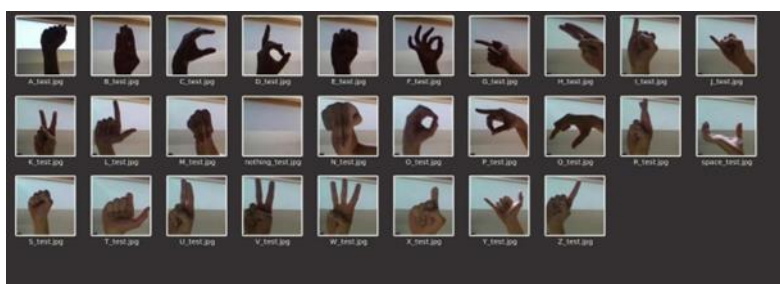 A_test.jpg B_test.jpg C_test.jpg D_test.jpg E_test.jpg F_test.jpg G_test.jpg H_test.jpg I_test.jpg J_test.jpg
K_test.jpg L_test.jpg M_test.jpg nothing_test.jpg N_test.jpg O_test.jpg P_test.jpg Q_test.jpg R_test.jpg space_test.jpg
S_test.jpg T_test.jpg U_test.jpg V_test.jpg W_test.jpg X_test.jpg Y_test.jpg Z_test.jpg